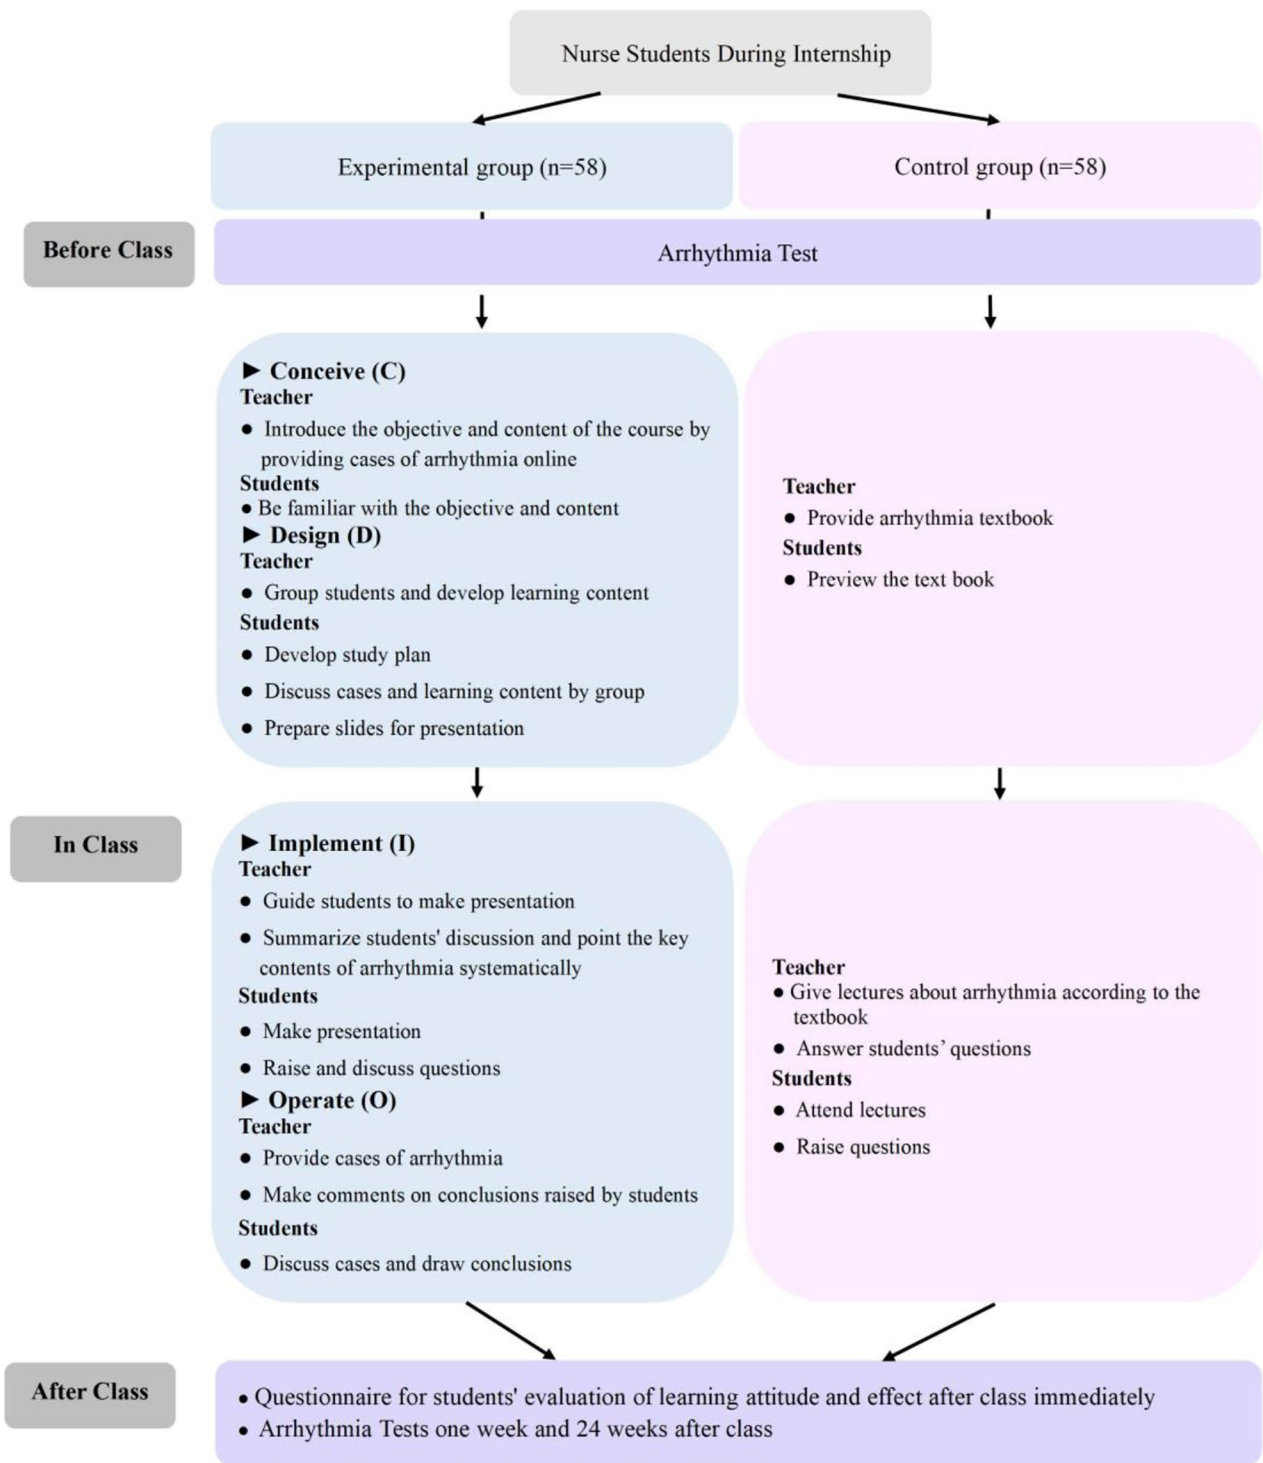 Nurse Students During Internship
Experimental group (n=58)
Control group (n=58)
Before Class
Arrhythmia Test
► Conceive (C)
Teacher
● Introduce the objective and content of the course by
providing cases of arrhythmia online
Students
● Be familiar with the objective and content
► Design (D)
Teacher
● Group students and develop learning content
Students
● Develop study plan
● Discuss cases and learning content by group
● Prepare slides for presentation
Teacher
● Provide arrhythmia textbook
Students
● Preview the text book
In Class
► Implement (I)
Teacher
● Guide students to make presentation
● Summarize students' discussion and point the key
contents of arrhythmia systematically
Students
● Make presentation
● Raise and discuss questions
► Operate (O)
Teacher
● Provide cases of arrhythmia
● Make comments on conclusions raised by students
Students
● Discuss cases and draw conclusions
Teacher
● Give lectures about arrhythmia according to the
textbook
● Answer students’ questions
Students
● Attend lectures
● Raise questions
After Class
● Questionnaire for students' evaluation of learning attitude and effect after class immediately
● Arrhythmia Tests one week and 24 weeks after class